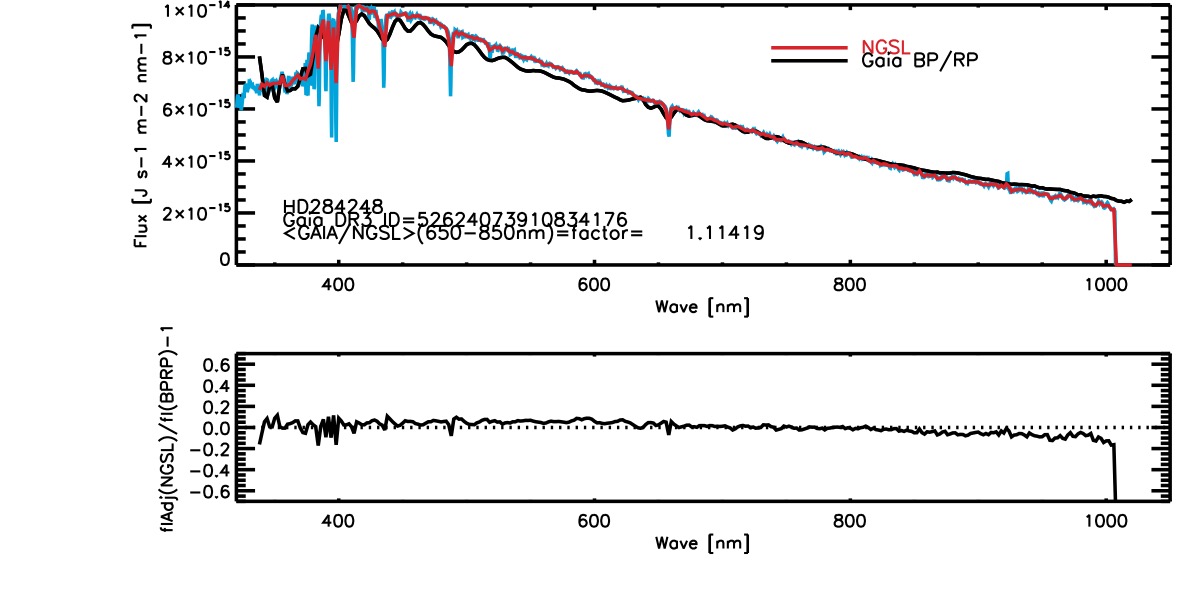 1×10−14
8×10−15
6×10−15
4×10−15
2×10−15
0
Flux [J s−1 m−2 nm−1]
NGSL
Gaia BP/RP
HD284248
Gaia DR3 ID=52624073910834176
<GAIA/NGSL>(650−850nm)=factor= 1.11419
400 600 800 1000
Wave [nm]
flAdj(NGSL)/fl(BPRP)−1
0.6
0.4
0.2
0.0
−0.2
−0.4
−0.6
400 600 800 1000
Wave [nm]